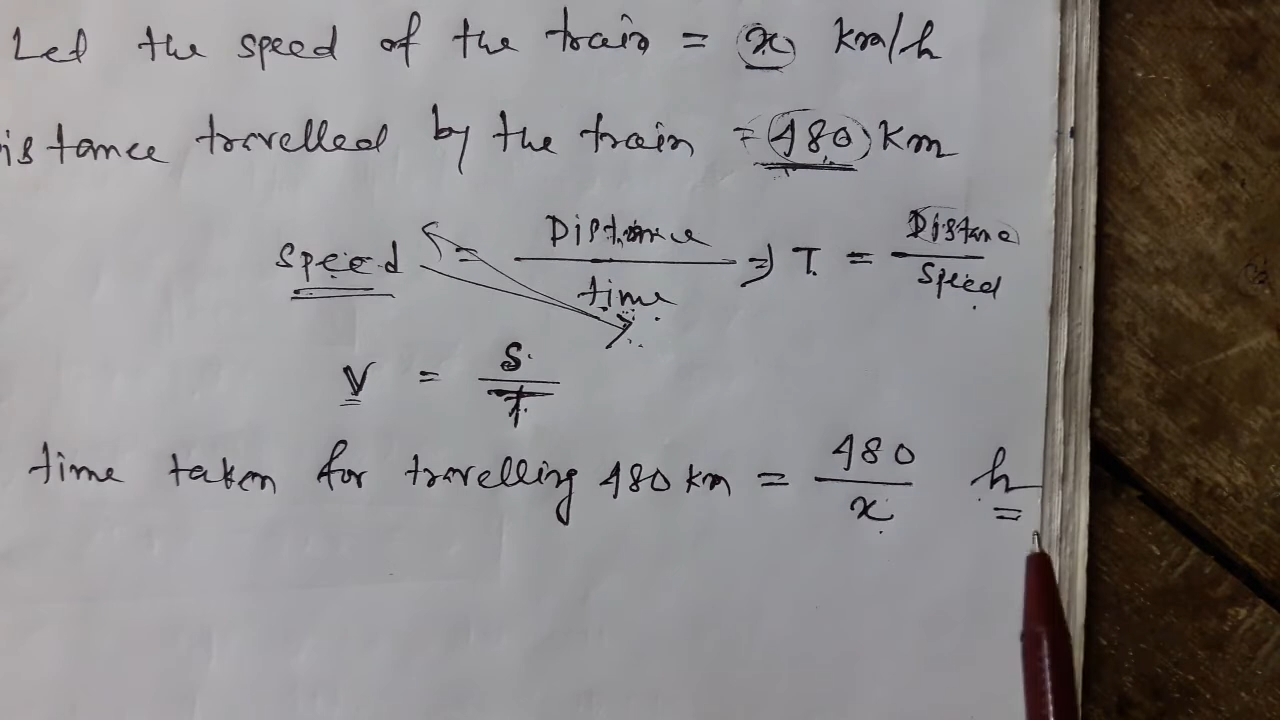 Let the speed of the train = x km/h
istance travelled by the train = 480 km
Speed = Distance / time => T = Distance / Speed
V = S / T
time taken for travelling 480 km = 480 / x h